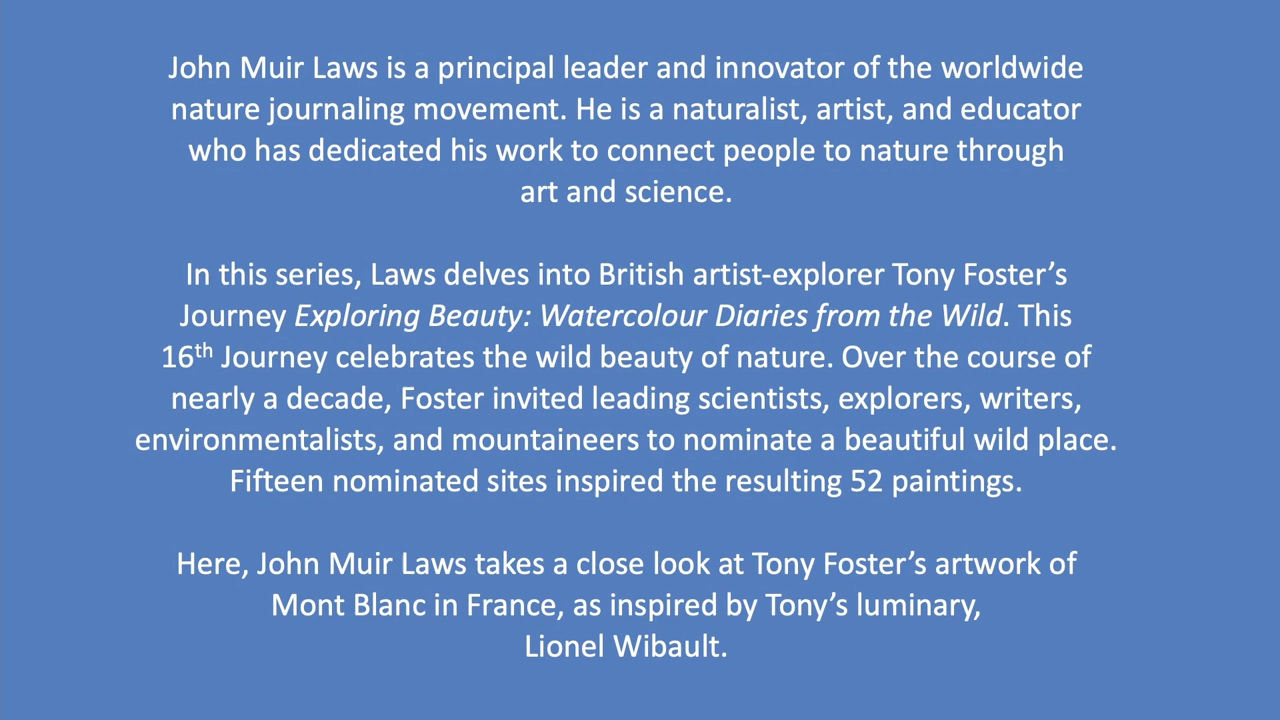 John Muir Laws is a principal leader and innovator of the worldwide
nature journaling movement. He is a naturalist, artist, and educator
who has dedicated his work to connect people to nature through
art and science.
In this series, Laws delves into British artist-explorer Tony Foster’s
Journey Exploring Beauty: Watercolour Diaries from the Wild. This
16th Journey celebrates the wild beauty of nature. Over the course of
nearly a decade, Foster invited leading scientists, explorers, writers,
environmentalists, and mountaineers to nominate a beautiful wild place.
Fifteen nominated sites inspired the resulting 52 paintings.
Here, John Muir Laws takes a close look at Tony Foster’s artwork of
Mont Blanc in France, as inspired by Tony’s luminary,
Lionel Wibault.